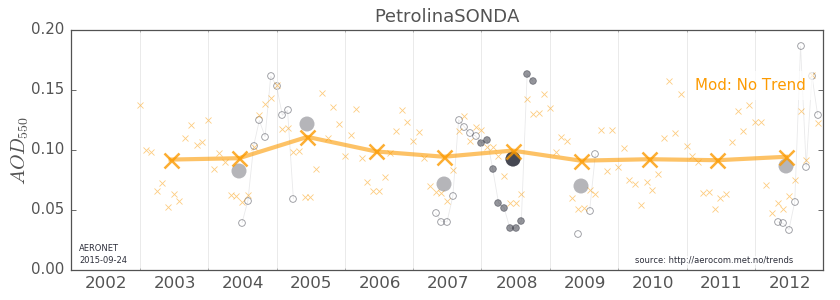 PetrolinaSONDA
0.20
0.15
0.10
0.05
0.00
AOD550
Mod: No Trend
AERONET
2015-09-24
source: http://aerocom.met.no/trends
2002 2003 2004 2005 2006 2007 2008 2009 2010 2011 2012